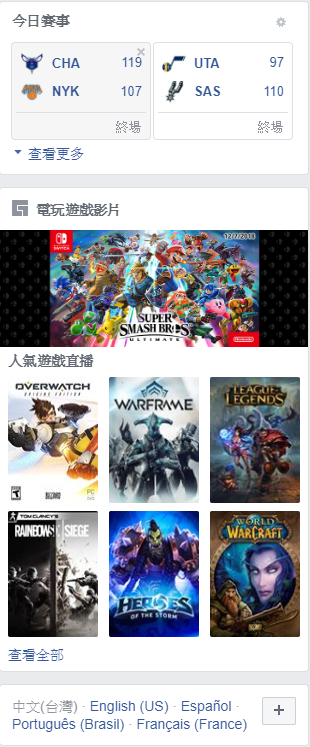 今日賽事
CHA 119
NYK 107
終場
UTA 97
SAS 110
終場
查看更多
電玩遊戲影片
12/7/2018
SUPER
SMASH BROS.
ULTIMATE
Nintendo
人氣遊戲直播
OVERWATCH
ORIGINS EDITION
BLIZZARD
PC
WARFRAME
LEAGUE OF
LEGENDS
TOM CLANCY'S
RAINBOW SIX SIEGE
HEROES
OF THE STORM
WORLD
OF
WARCRAFT
查看全部
中文(台灣) · English (US) · Español ·
Português (Brasil) · Français (France)